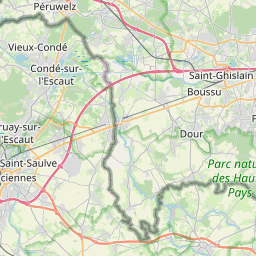 Péruwelz
Vieux-Condé
Condé-sur-
l'Escaut
Saint-Ghislain
Boussu
uay-sur-
Escaut
Dour
Saint-Saulve
ciennes
Parc natu
des Hau
Pays